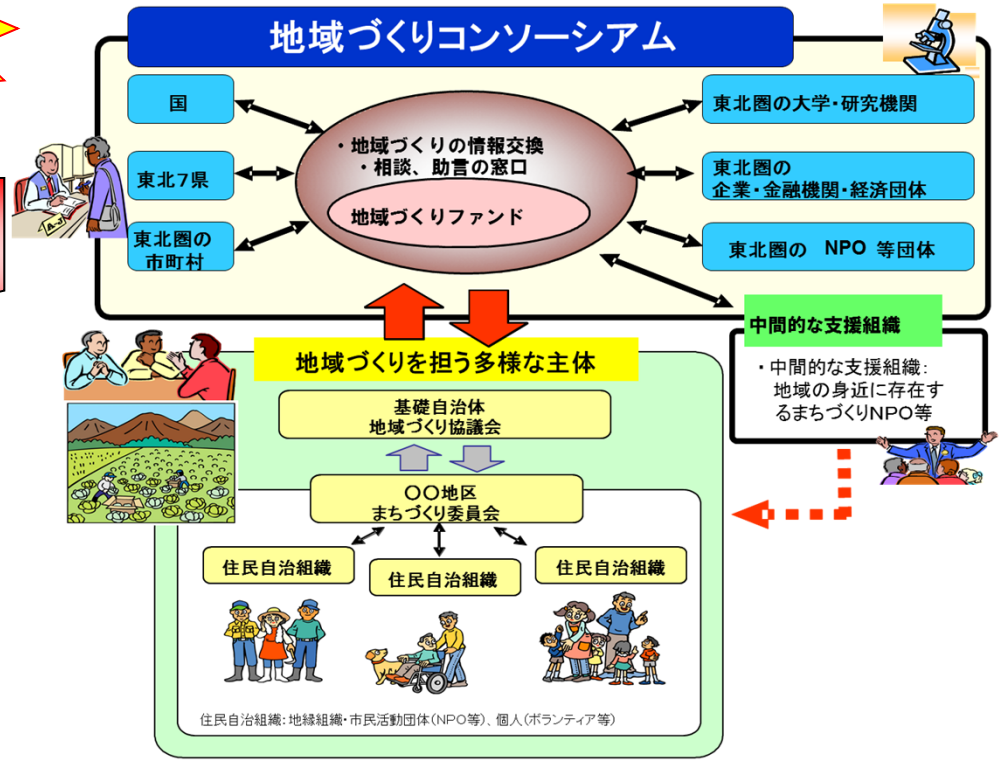 地域づくりコンソーシアム
国
東北7県
東北圏の
市町村
・地域づくりの情報交換
・相談、助言の窓口
地域づくりファンド
東北圏の大学・研究機関
東北圏の
企業・金融機関・経済団体
東北圏の NPO 等団体
中間的な支援組織
・中間的な支援組織:
地域の身近に存在す
るまちづくりNPO等
地域づくりを担う多様な主体
基礎自治体
地域づくり協議会
〇〇地区
まちづくり委員会
住民自治組織
住民自治組織
住民自治組織
住民自治組織:地縁組織・市民活動団体(NPO等)、個人(ボランティア等)